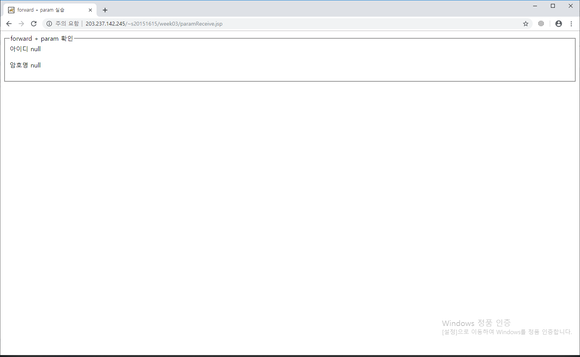 forward + param 실습
주의 요함 | 203.237.142.245/~s20151615/week03/paramReceive.jsp
forward + param 확인
아이디 null
암호명 null
Windows 정품 인증
[설정]으로 이동하여 Windows를 정품 인증합니다.